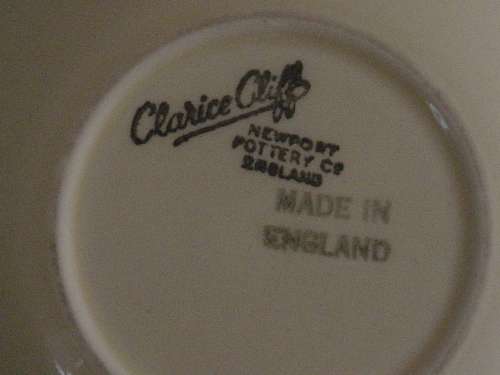 Clarice Cliff
NEWPORT
POTTERY Co
ENGLAND
MADE IN
ENGLAND